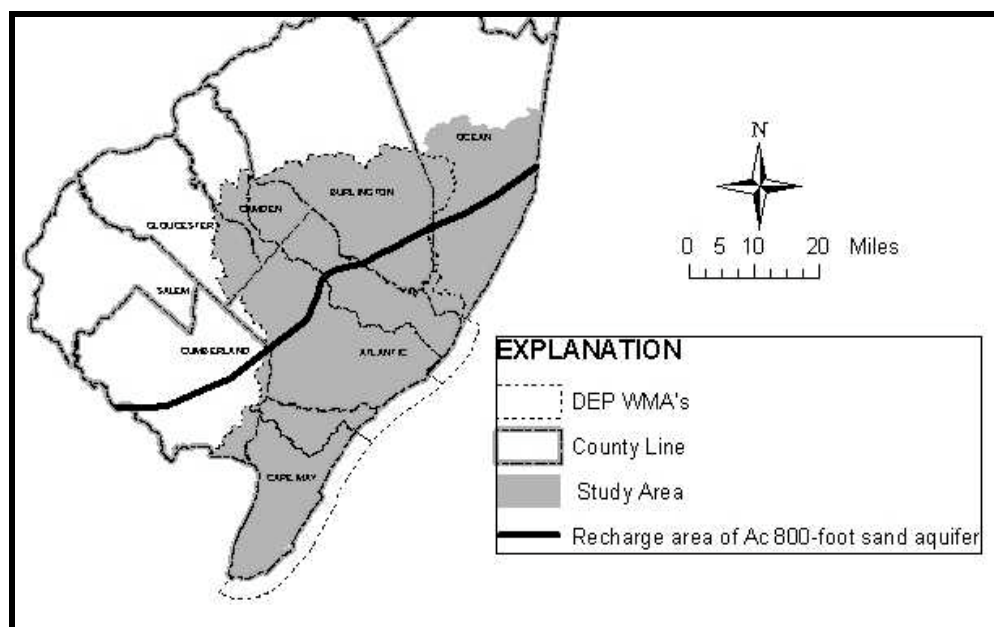 OCEAN
BURLINGTON
CAMDEN
GLOUCESTER
SALEM
CUMBERLAND
ATLANTIC
CAPE MAY
N
0 5 10 20 Miles
EXPLANATION
DEP WMA's
County Line
Study Area
Recharge area of Ac 800-foot sand aquifer